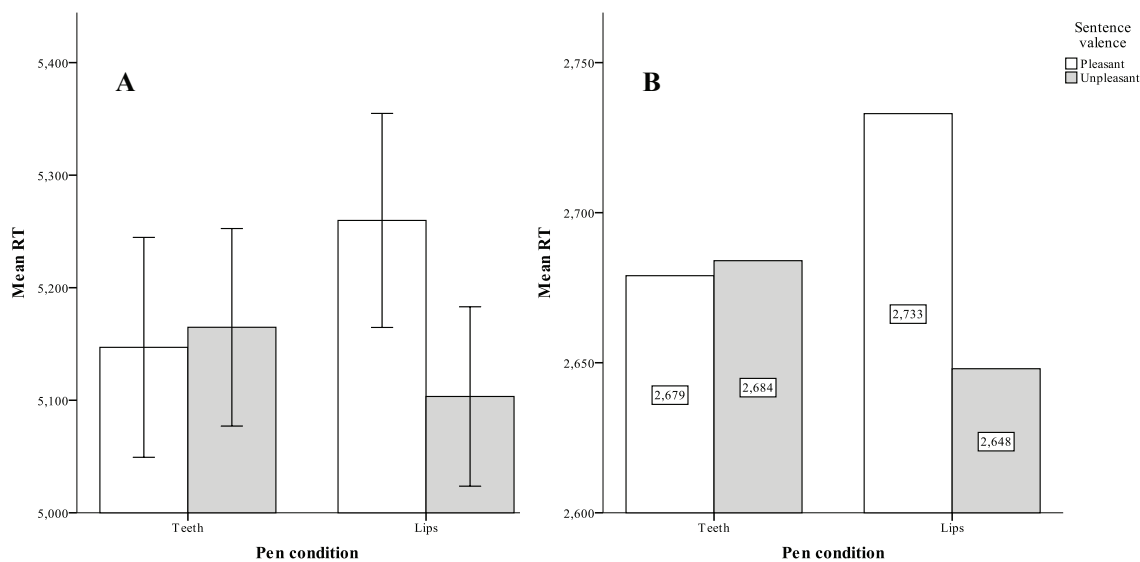 A
5,400
5,300
5,200
5,100
5,000
Mean RT
Teeth
Lips
Pen condition
B
Sentence
valence
Pleasant
Unpleasant
2,750
2,700
2,650
2,600
Mean RT
2,679
2,684
2,733
2,648
Teeth
Lips
Pen condition